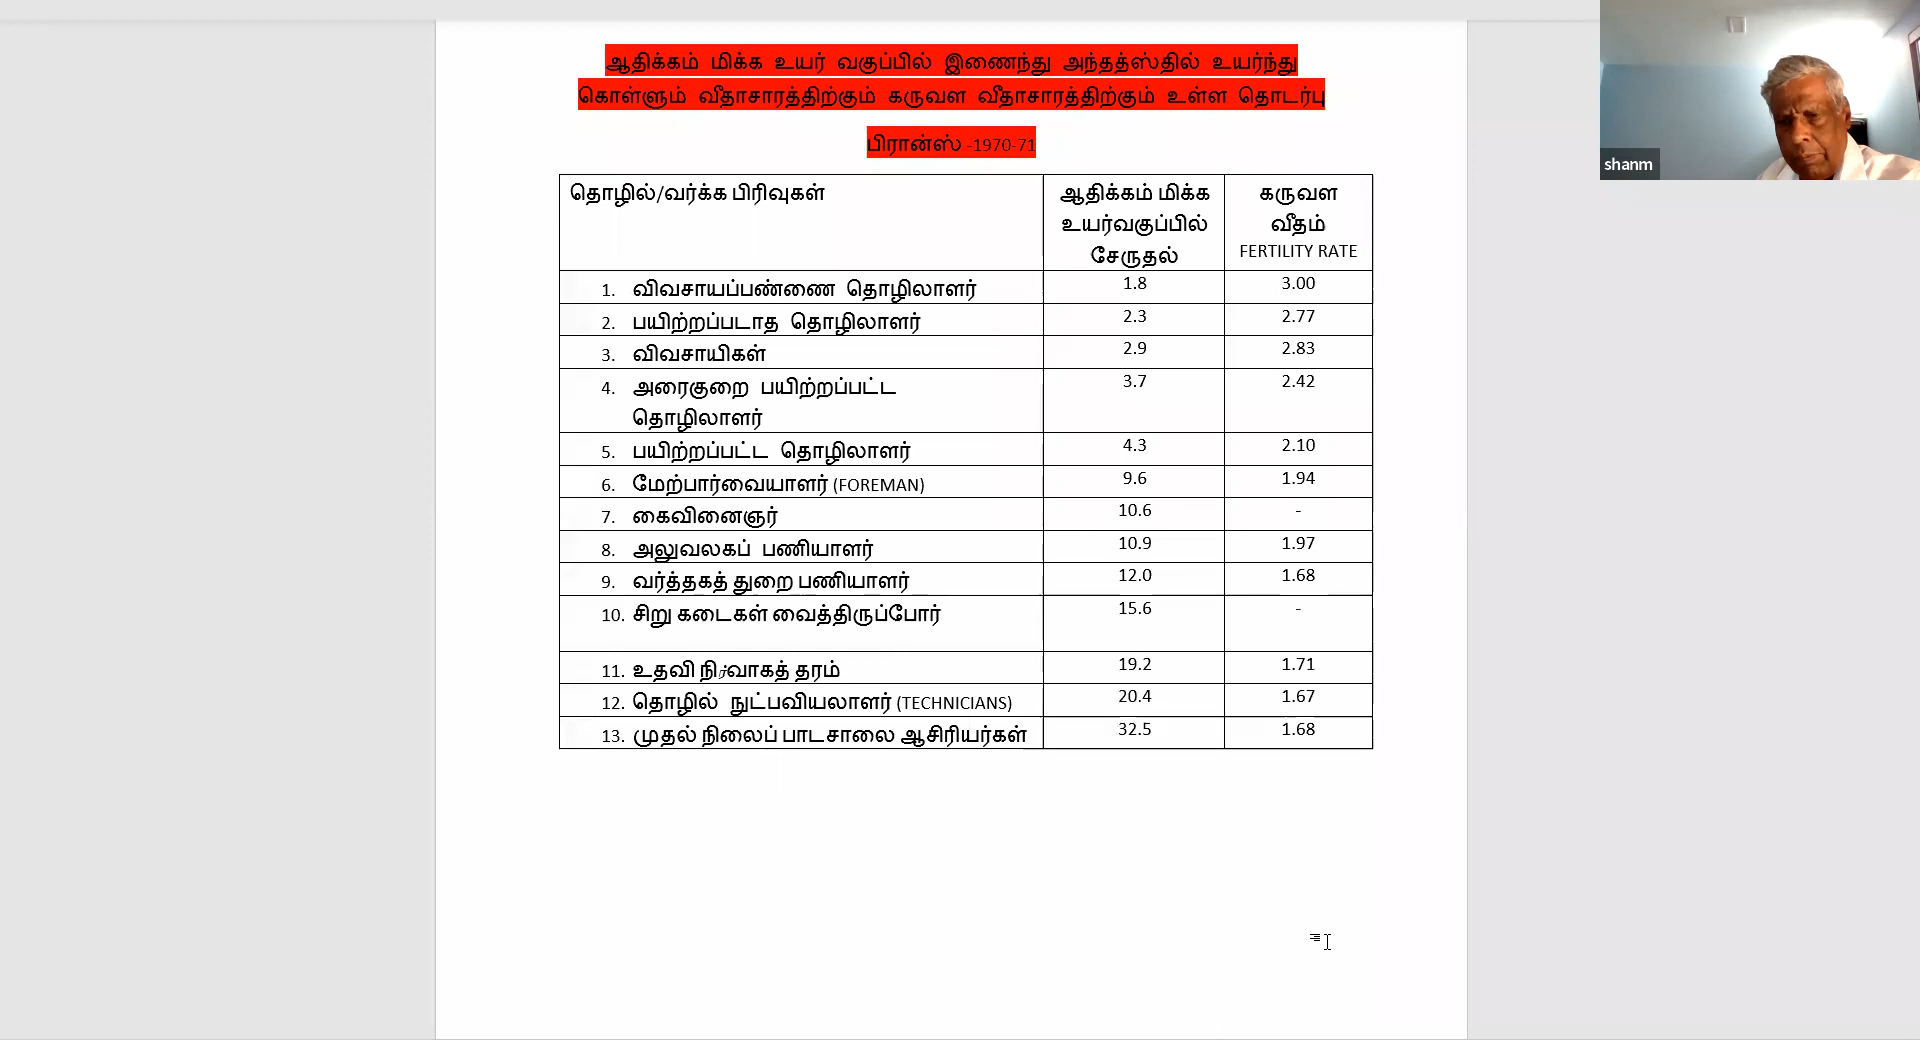 ஆதிக்கம் மிக்க உயர் வகுப்பில் இணைந்து அந்தத்ஸ்தில் உயர்ந்து
கொள்ளும் வீதாசாரத்திற்கும் கருவள வீதாசாரத்திற்கும் உள்ள தொடர்பு
பிரான்ஸ் -1970-71
shanm
தொழில்/வர்க்க பிரிவுகள் ஆதிக்கம் மிக்க உயர்வகுப்பில் சேருதல் கருவள வீதம் FERTILITY RATE
1. விவசாயப்பண்ணை தொழிலாளர் 1.8 3.00
2. பயிற்றப்படாத தொழிலாளர் 2.3 2.77
3. விவசாயிகள் 2.9 2.83
4. அரைகுறை பயிற்றப்பட்ட 3.7 2.42
தொழிலாளர்
5. பயிற்றப்பட்ட தொழிலாளர் 4.3 2.10
6. மேற்பார்வையாளர் (FOREMAN) 9.6 1.94
7. கைவினைஞர் 10.6 -
8. அலுவலகப் பணியாளர் 10.9 1.97
9. வர்த்தகத் துறை பணியாளர் 12.0 1.68
10. சிறு கடைகள் வைத்திருப்போர் 15.6 -
11. உதவி நிர்வாகத் தரம் 19.2 1.71
12. தொழில் நுட்பவியலாளர் (TECHNICIANS) 20.4 1.67
13. முதல் நிலைப் பாடசாலை ஆசிரியர்கள் 32.5 1.68